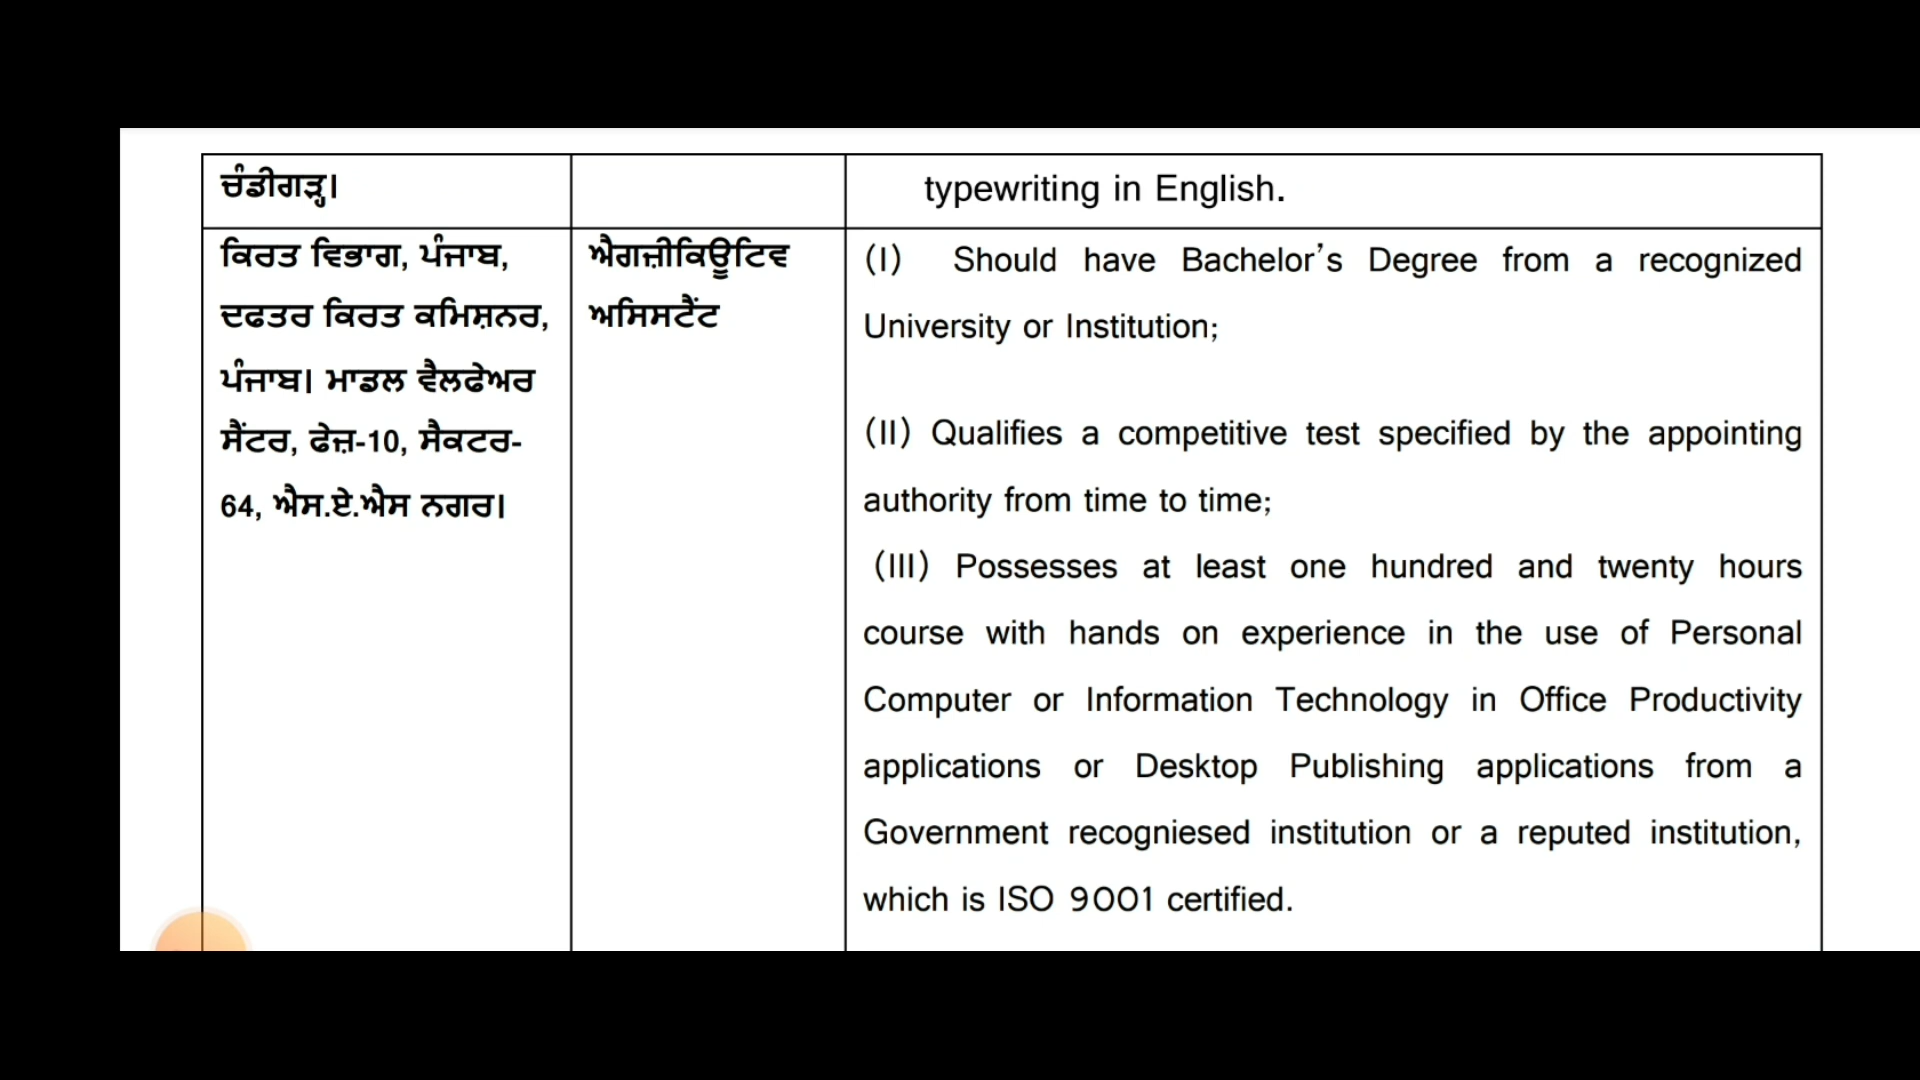 ਚੰਡੀਗੜ੍ਹ।
typewriting in English.
ਕਿਰਤ ਵਿਭਾਗ, ਪੰਜਾਬ,
ਦਫਤਰ ਕਿਰਤ ਕਮਿਸ਼ਨਰ,
ਪੰਜਾਬ। ਮਾਡਲ ਵੈਲਫੇਅਰ
ਸੈਂਟਰ, ਫੇਜ਼-10, ਸੈਕਟਰ-
64, ਐਸ.ਏ.ਐਸ ਨਗਰ।
ਐਗਜ਼ੀਕਿਊਟਿਵ
ਅਸਿਸਟੈਂਟ
(I) Should have Bachelor's Degree from a recognized
University or Institution;
(II) Qualifies a competitive test specified by the appointing
authority from time to time;
(III) Possesses at least one hundred and twenty hours
course with hands on experience in the use of Personal
Computer or Information Technology in Office Productivity
applications or Desktop Publishing applications from a
Government recogniesed institution or a reputed institution,
which is ISO 9001 certified.